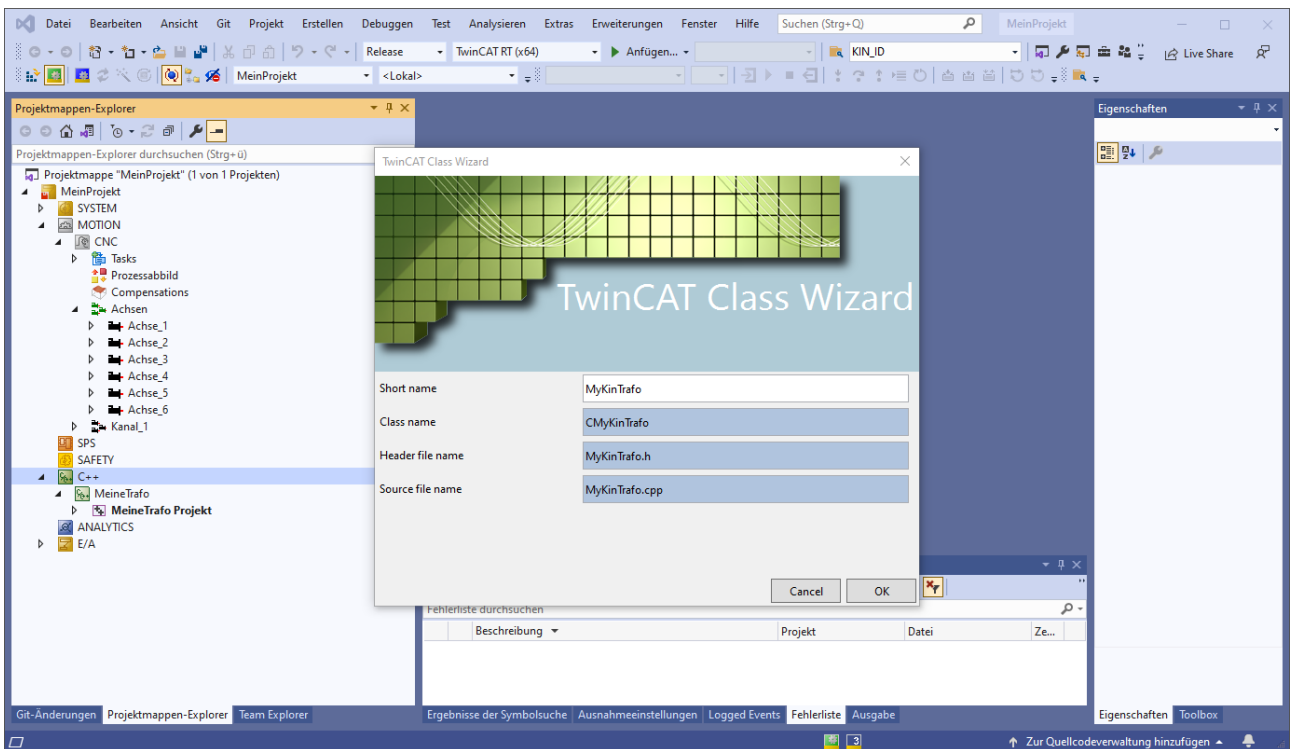 Datei Bearbeiten Ansicht Git Projekt Erstellen Debuggen Test Analysieren Extras Erweiterungen Fenster Hilfe Suchen (Strg+Q) MeinProjekt
Release TwinCAT RT (x64) Anfügen... KIN_ID Live Share
MeinProjekt <Lokal>
Projektmappen-Explorer
Projektmappen-Explorer durchsuchen (Strg+ü)
Projektmappe "MeinProjekt" (1 von 1 Projekten)
MeinProjekt
SYSTEM
MOTION
CNC
Tasks
Prozessabbild
Compensations
Achsen
Achse_1
Achse_2
Achse_3
Achse_4
Achse_5
Achse_6
Kanal_1
SPS
SAFETY
C++
MeineTrafo
MeineTrafo Projekt
ANALYTICS
E/A
TwinCAT Class Wizard
TwinCAT Class Wizard
Short name MyKinTrafo
Class name CMyKinTrafo
Header file name MyKinTrafo.h
Source file name MyKinTrafo.cpp
Cancel OK
Fehlerliste durchsuchen
Beschreibung Projekt Datei Ze...
Eigenschaften
Git-Änderungen Projektmappen-Explorer Team Explorer
Ergebnisse der Symbolsuche Ausnahmeeinstellungen Logged Events Fehlerliste Ausgabe
Eigenschaften Toolbox
3 Zur Quellcodeverwaltung hinzufügen